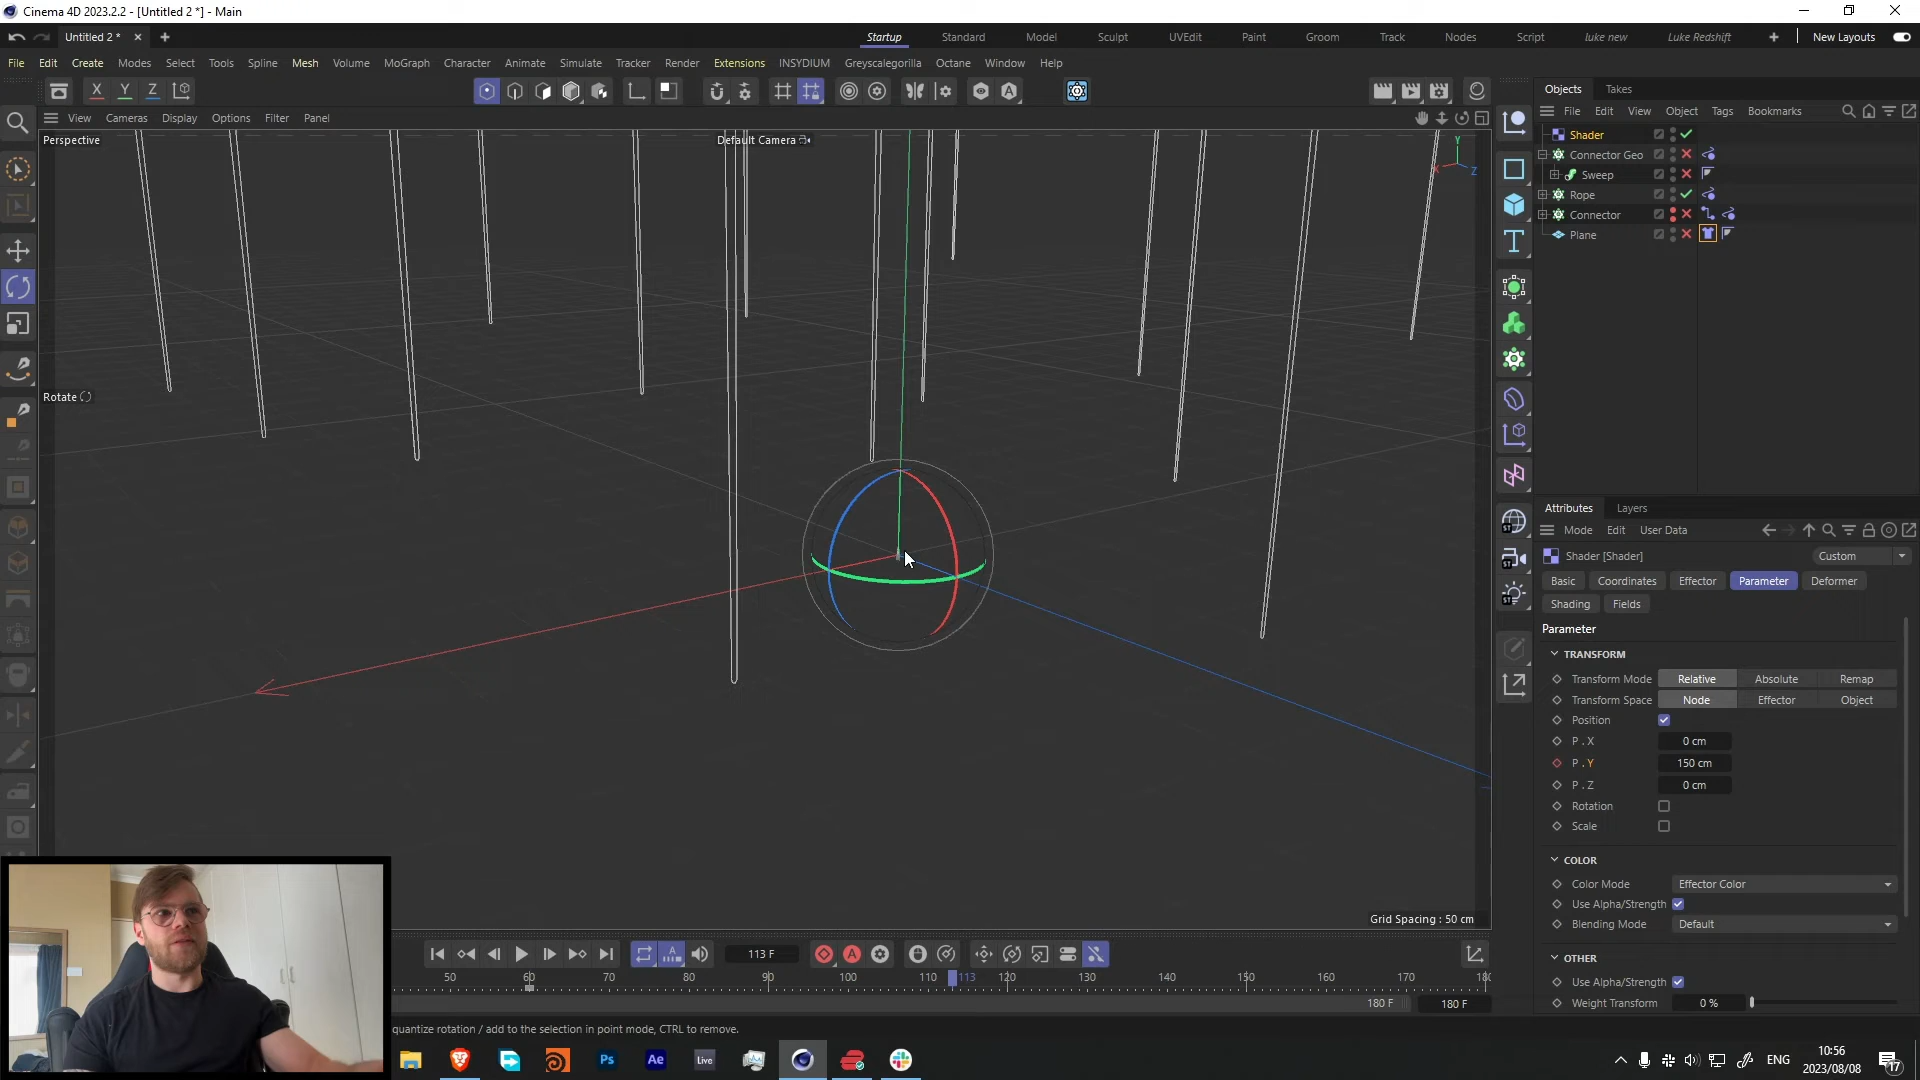 Cinema 4D 2023.2.2 - [Untitled 2 *] - Main
Untitled 2 *
Startup Standard Model Sculpt UVEdit Paint Groom Track Nodes Script luke new Luke Redshift New Layouts
File Edit Create Modes Select Tools Spline Mesh Volume MoGraph Character Animate Simulate Tracker Render Extensions INSYDIUM Greyscalegorilla Octane Window Help
X Y Z
View Cameras Display Options Filter Panel
Perspective
Default Camera
Y
X
Z
Rotate
Grid Spacing : 50 cm
Objects Takes
File Edit View Object Tags Bookmarks
Shader
Connector Geo
Sweep
Rope
Connector
Plane
ST
ST
ST
Attributes Layers
Mode Edit User Data
Shader [Shader]
Custom
Basic Coordinates Effector Parameter Deformer
Shading Fields
Parameter
TRANSFORM
Transform Mode Relative Absolute Remap
Transform Space Node Effector Object
Position
P . X 0 cm
P . Y 150 cm
P . Z 0 cm
Rotation
Scale
COLOR
Color Mode Effector Color
Use Alpha/Strength
Blending Mode Default
OTHER
Use Alpha/Strength
Weight Transform 0 %
113 F
50 60 70 80 90 100 110 113 120 130 140 150 160 170
180 F 180 F
quantize rotation / add to the selection in point mode, CTRL to remove.
Ps Ae Live
ENG
10:56
2023/08/08
17